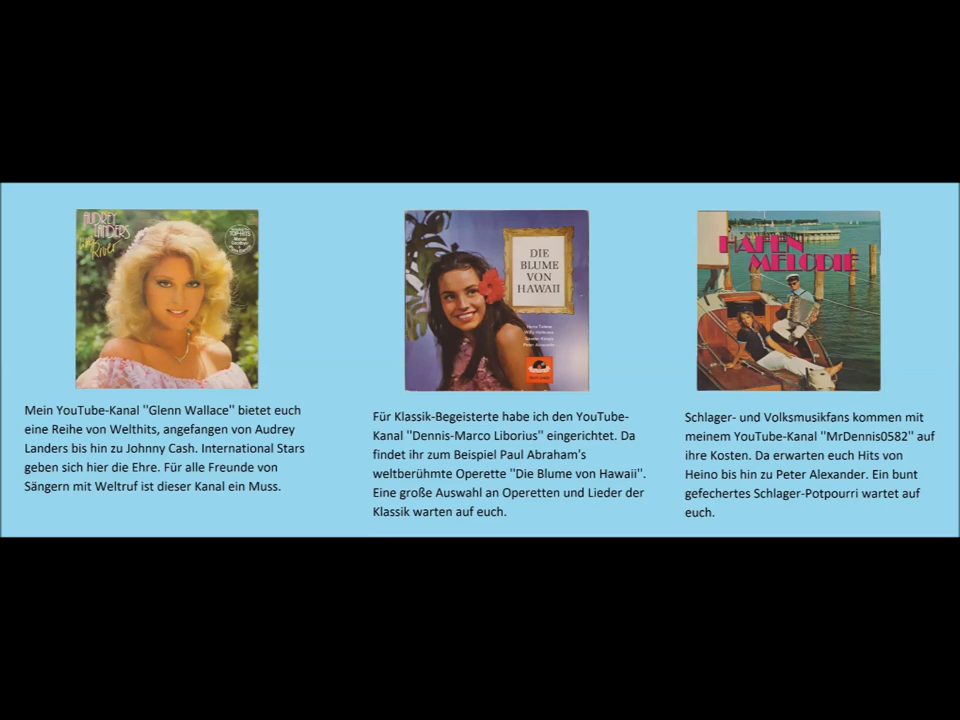 AUDREY
LANDERS
River
TOP-HITS
DIE
BLUME
VON
HAWAII
HAFEN
MELODIE
Mein YouTube-Kanal "Glenn Wallace" bietet euch
eine Reihe von Welthits, angefangen von Audrey
Landers bis hin zu Johnny Cash. International Stars
geben sich hier die Ehre. Für alle Freunde von
Sängern mit Weltruf ist dieser Kanal ein Muss.
Für Klassik-Begeisterte habe ich den YouTube-
Kanal "Dennis-Marco Liborius" eingerichtet. Da
findet ihr zum Beispiel Paul Abraham's
weltberühmte Operette "Die Blume von Hawaii".
Eine große Auswahl an Operetten und Lieder der
Klassik warten auf euch.
Schlager- und Volksmusikfans kommen mit
meinem YouTube-Kanal "MrDennis0582" auf
ihre Kosten. Da erwarten euch Hits von
Heino bis hin zu Peter Alexander. Ein bunt
gefechertes Schlager-Potpourri wartet auf
euch.